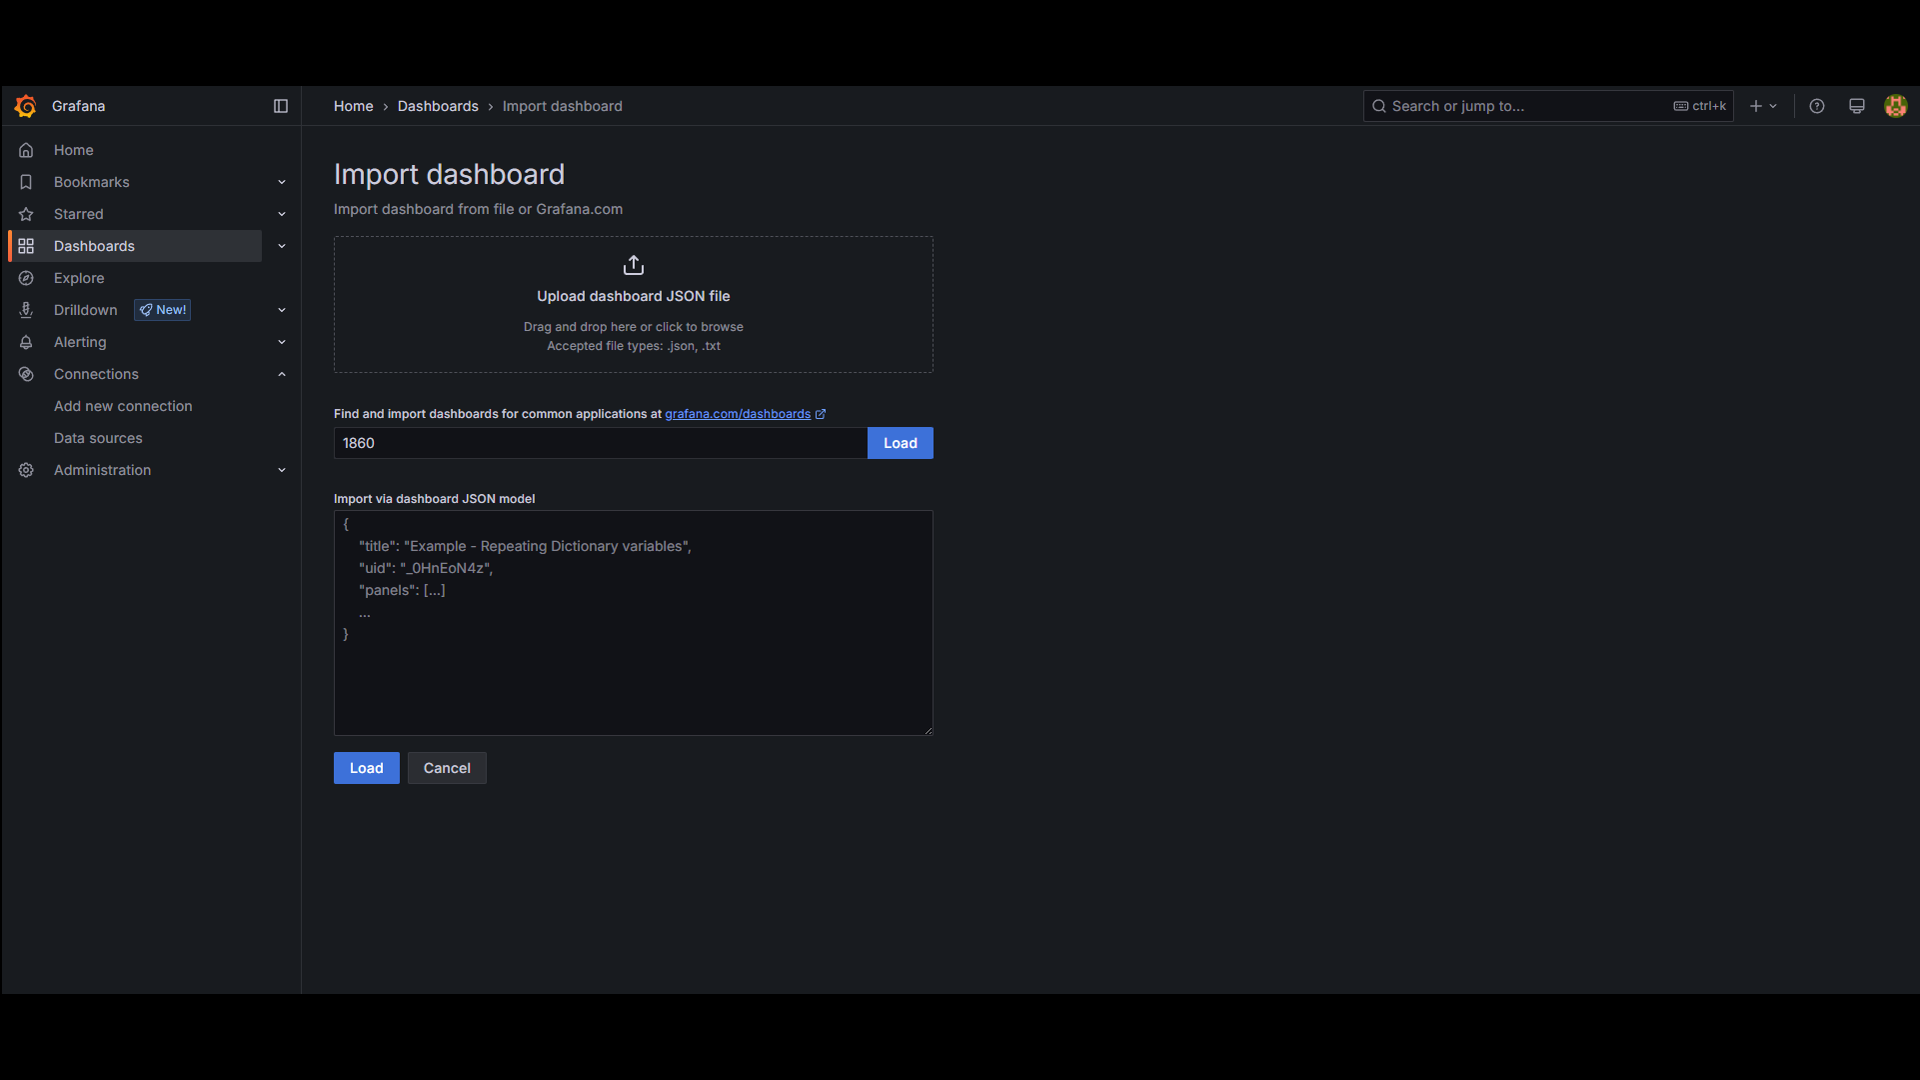 Grafana
Home › Dashboards › Import dashboard
Search or jump to...
ctrl+k
Home
Bookmarks
Starred
Dashboards
Explore
Drilldown
New!
Alerting
Connections
Add new connection
Data sources
Administration
Import dashboard
Import dashboard from file or Grafana.com
Upload dashboard JSON file
Drag and drop here or click to browse
Accepted file types: .json, .txt
Find and import dashboards for common applications at grafana.com/dashboards
1860
Load
Import via dashboard JSON model
{
"title": "Example - Repeating Dictionary variables",
"uid": "_0HnEoN4z",
"panels": [...]
...
}
Load
Cancel